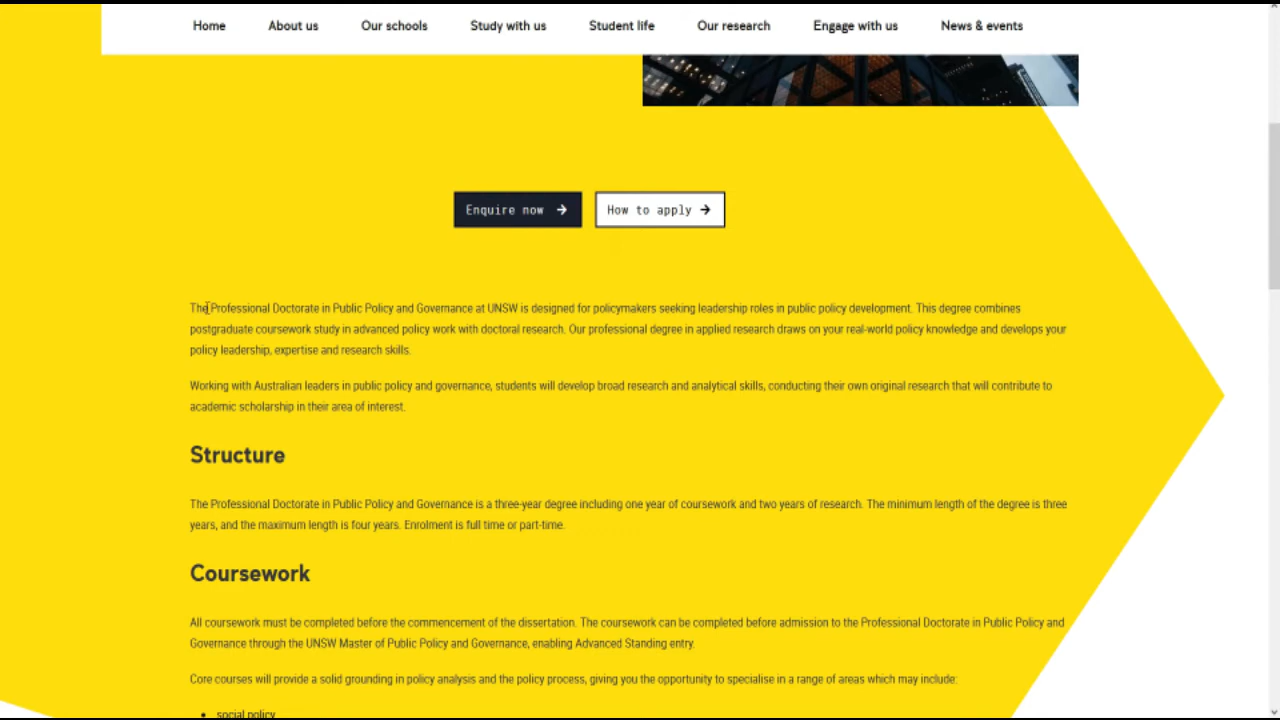 Home About us Our schools Study with us Student life Our research Engage with us News & events
Enquire now → How to apply →
The Professional Doctorate in Public Policy and Governance at UNSW is designed for policymakers seeking leadership roles in public policy development. This degree combines
postgraduate coursework study in advanced policy work with doctoral research. Our professional degree in applied research draws on your real-world policy knowledge and develops your
policy leadership, expertise and research skills.
Working with Australian leaders in public policy and governance, students will develop broad research and analytical skills, conducting their own original research that will contribute to
academic scholarship in their area of interest.
Structure
The Professional Doctorate in Public Policy and Governance is a three-year degree including one year of coursework and two years of research. The minimum length of the degree is three
years, and the maximum length is four years. Enrolment is full time or part-time.
Coursework
All coursework must be completed before the commencement of the dissertation. The coursework can be completed before admission to the Professional Doctorate in Public Policy and
Governance through the UNSW Master of Public Policy and Governance, enabling Advanced Standing entry.
Core courses will provide a solid grounding in policy analysis and the policy process, giving you the opportunity to specialise in a range of areas which may include:
• social policy